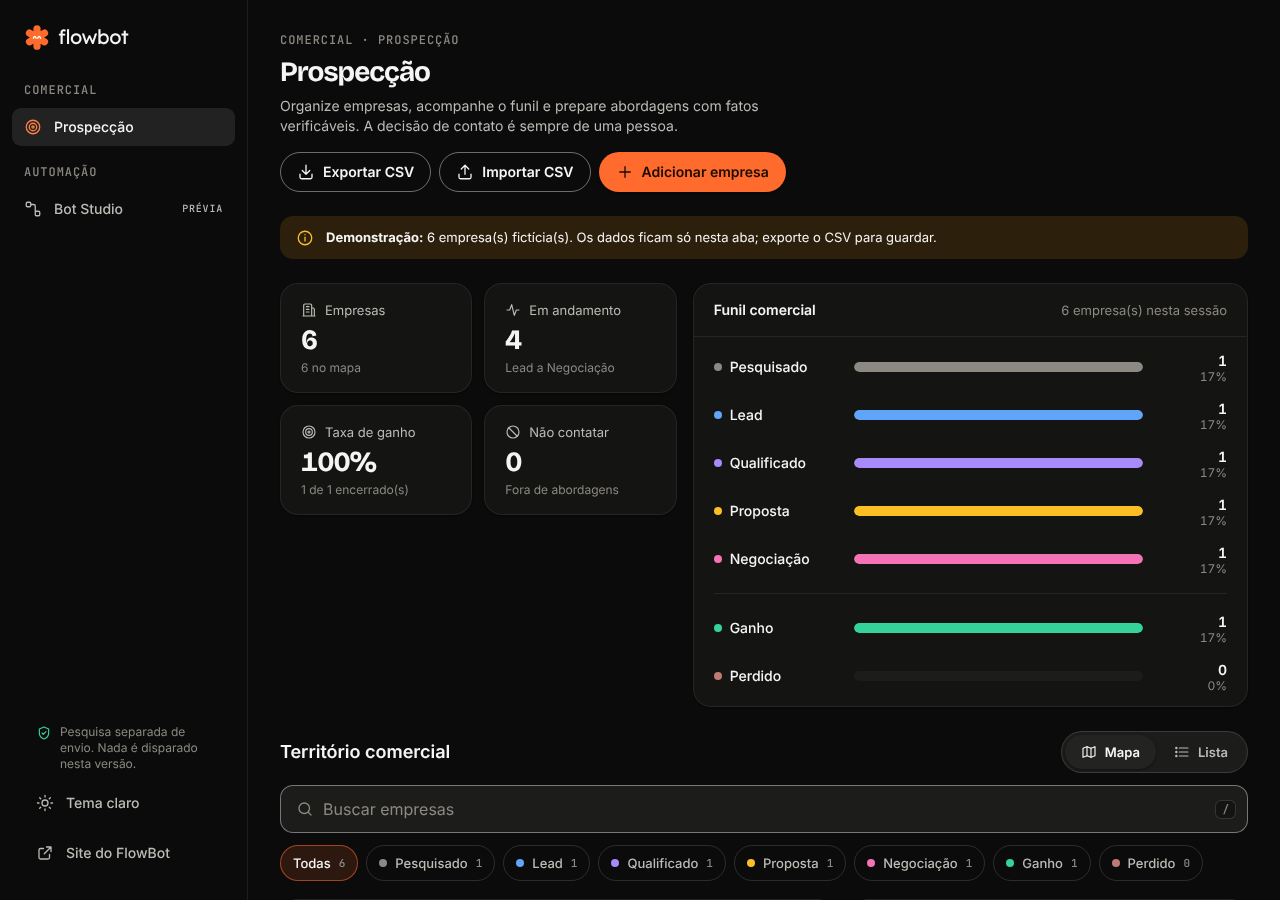 flowbot
COMERCIAL
Prospecção
AUTOMAÇÃO
Bot Studio PRÉVIA
Pesquisa separada de
envio. Nada é disparado
nesta versão.
Tema claro
Site do FlowBot
COMERCIAL · PROSPECÇÃO
Prospecção
Organize empresas, acompanhe o funil e prepare abordagens com fatos
verificáveis. A decisão de contato é sempre de uma pessoa.
Exportar CSV Importar CSV Adicionar empresa
Demonstração: 6 empresa(s) fictícia(s). Os dados ficam só nesta aba; exporte o CSV para guardar.
Empresas
6
6 no mapa
Em andamento
4
Lead a Negociação
Taxa de ganho
100%
1 de 1 encerrado(s)
Não contatar
0
Fora de abordagens
Funil comercial 6 empresa(s) nesta sessão
Pesquisado 1
17%
Lead 1
17%
Qualificado 1
17%
Proposta 1
17%
Negociação 1
17%
Ganho 1
17%
Perdido 0
0%
Território comercial Mapa Lista
Buscar empresas /
Todas 6 Pesquisado 1 Lead 1 Qualificado 1 Proposta 1 Negociação 1 Ganho 1 Perdido 0